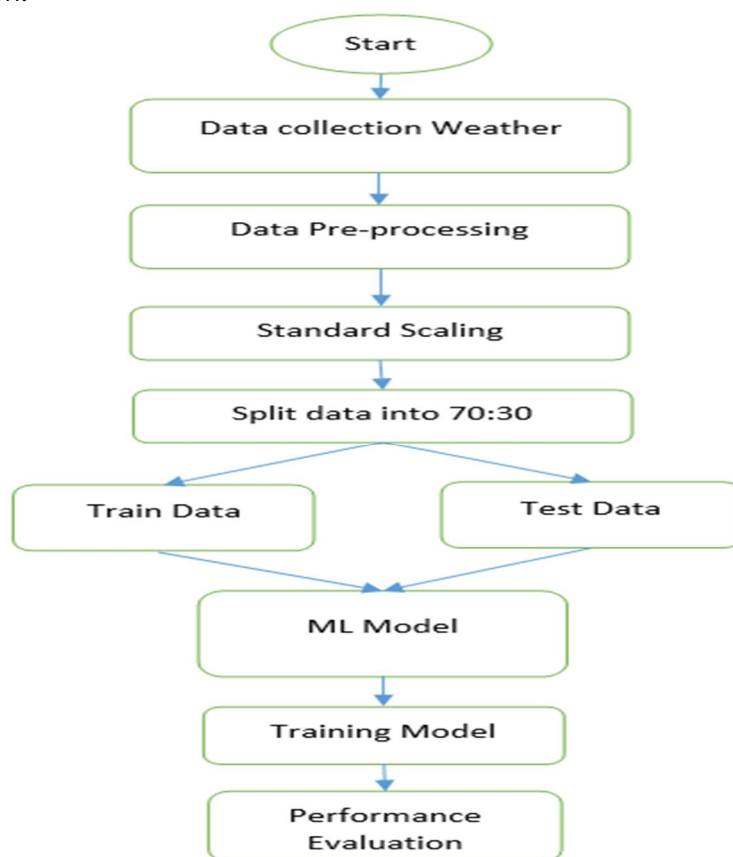 Start
Data collection Weather
Data Pre-processing
Standard Scaling
Split data into 70:30
Train Data
Test Data
ML Model
Training Model
Performance
Evaluation